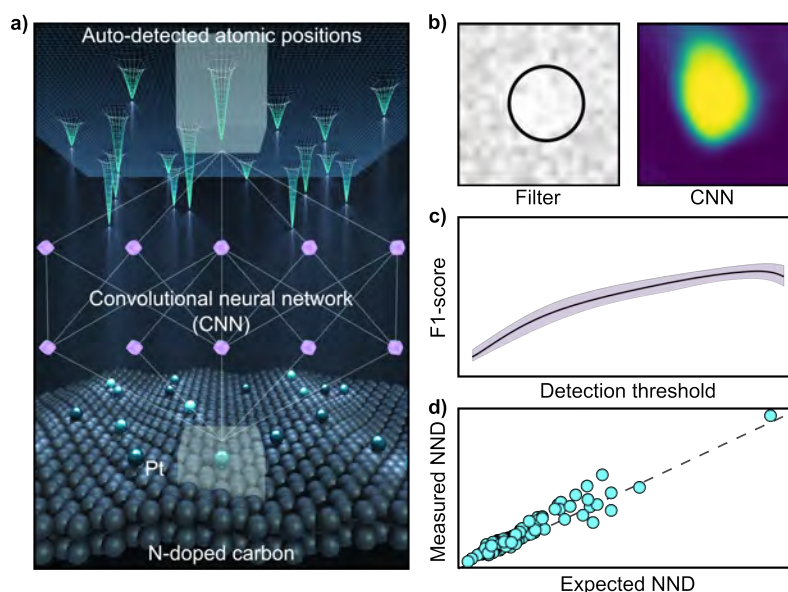 a)
Auto-detected atomic positions
Convolutional neural network
(CNN)
Pt
N-doped carbon
b)
Filter
CNN
c)
F1-score
Detection threshold
d)
Measured NND
Expected NND